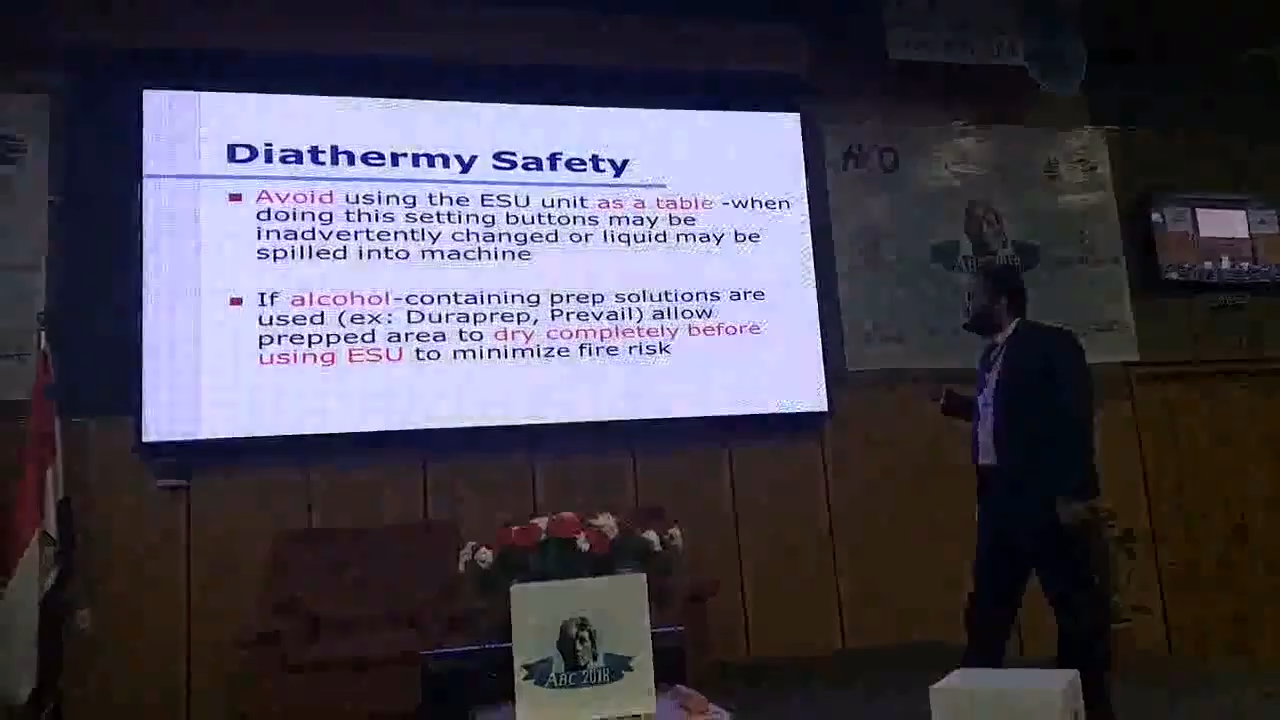 Diathermy Safety
Avoid using the ESU unit as a table -when
doing this setting buttons may be
inadvertently changed or liquid may be
spilled into machine
If alcohol-containing prep solutions are
used (ex: Duraprep, Prevail) allow
prepped area to dry completely before
using ESU to minimize fire risk
AAC 2018